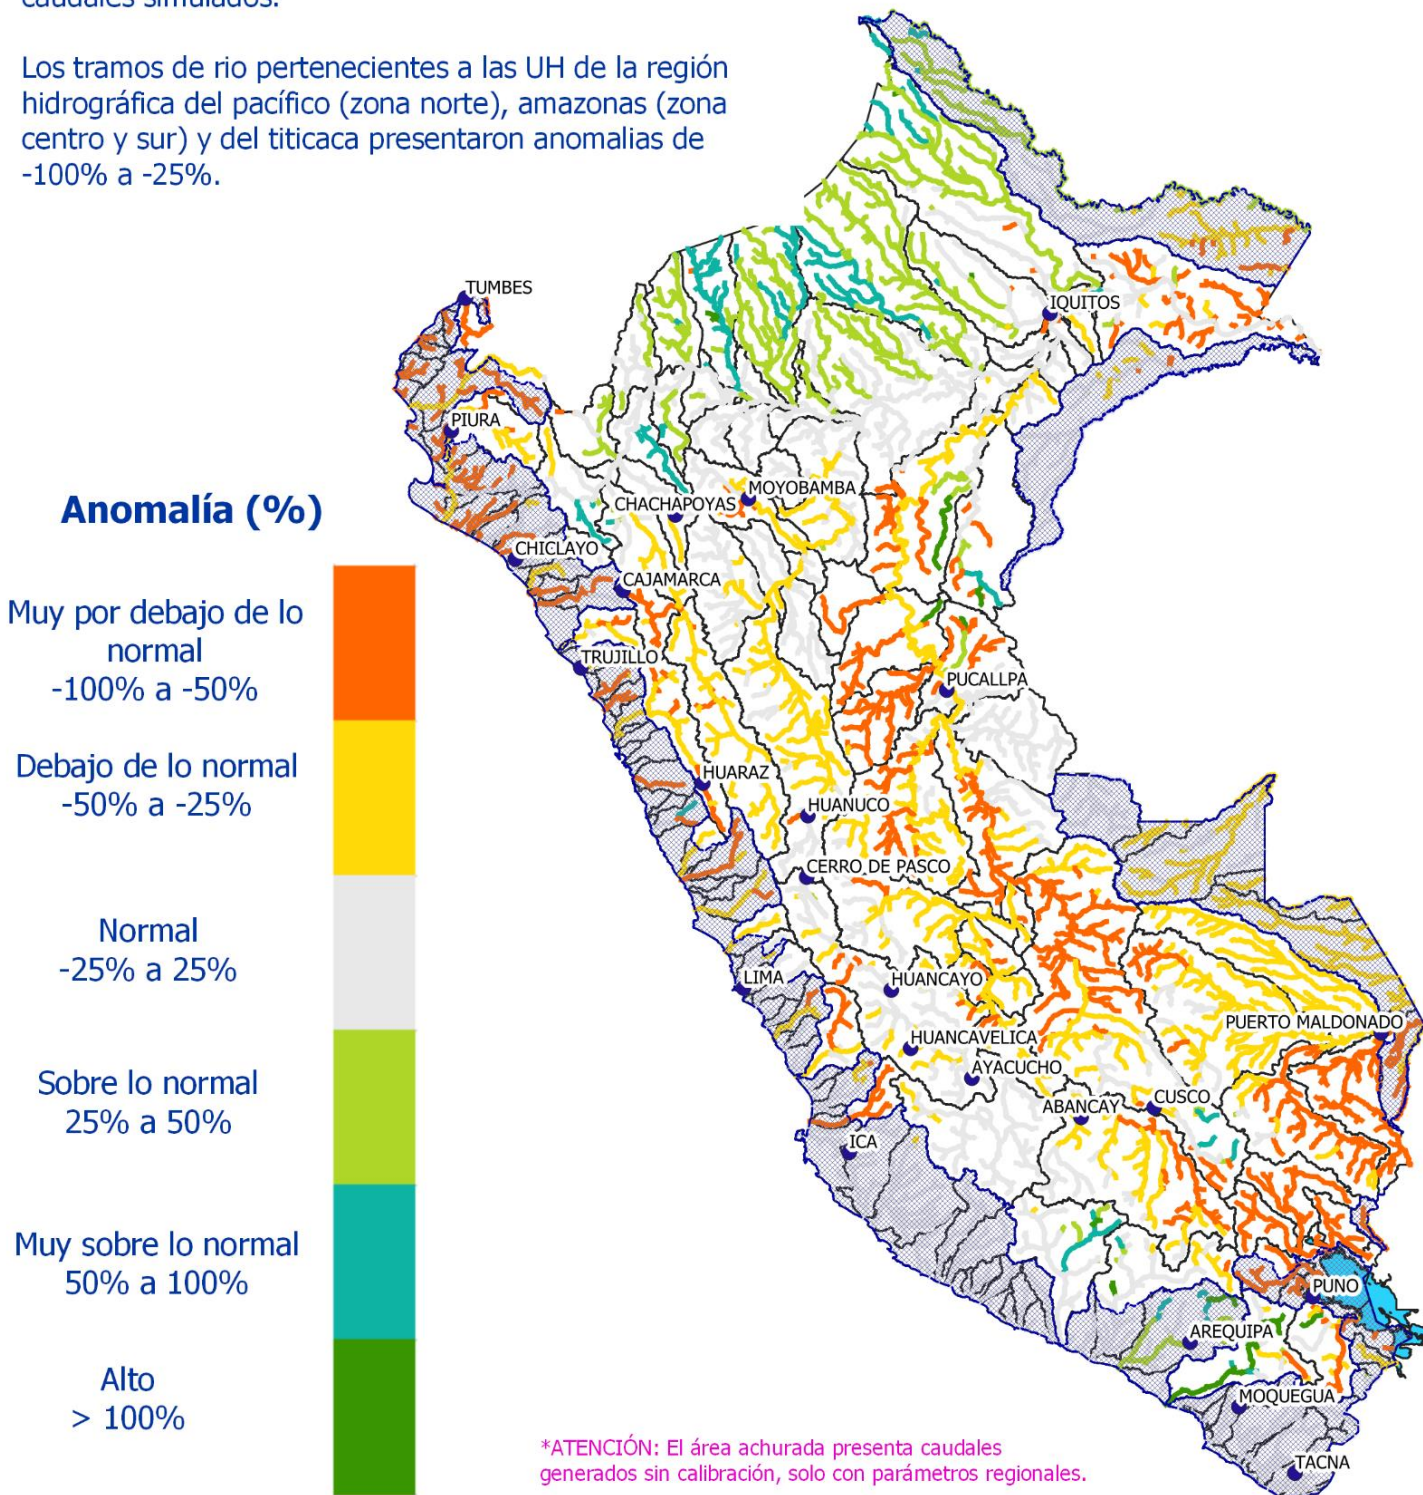 caudales simulados.
Los tramos de rio pertenecientes a las UH de la región
hidrográfica del pacífico (zona norte), amazonas (zona
centro y sur) y del titicaca presentaron anomalias de
-100% a -25%.
TUMBES
IQUITOS
PIURA
MOYOBAMBA
CHACHAPOYAS
CHICLAYO
CAJAMARCA
TRUJILLO
PUCALLPA
HUARAZ
HUANUCO
CERRO DE PASCO
LIMA
HUANCAYO
PUERTO MALDONADO
HUANCAVELICA
AYACUCHO
ABANCAY
CUSCO
ICA
PUNO
AREQUIPA
MOQUEGUA
TACNA
Anomalía (%)
Muy por debajo de lo
normal
-100% a -50%
Debajo de lo normal
-50% a -25%
Normal
-25% a 25%
Sobre lo normal
25% a 50%
Muy sobre lo normal
50% a 100%
Alto
> 100%
*ATENCIÓN: El área achurada presenta caudales
generados sin calibración, solo con parámetros regionales.